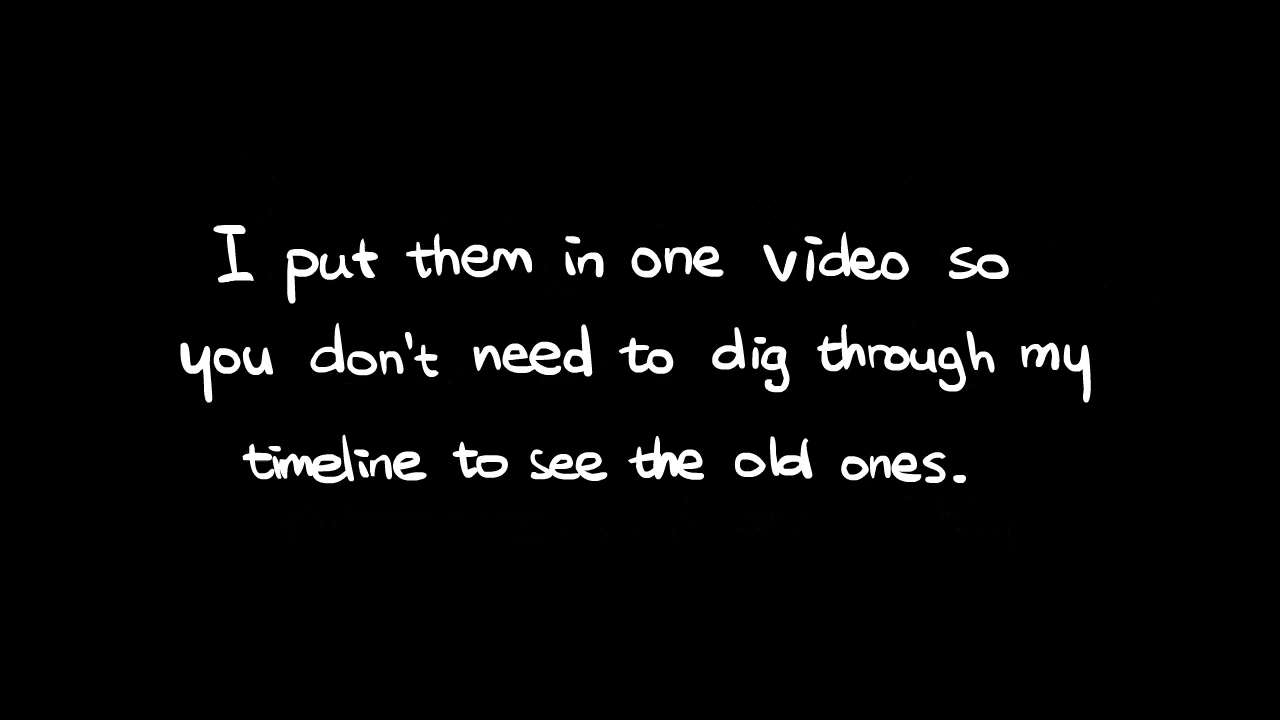 I put them in one video so
you don't need to dig through my
timeline to see the old ones.